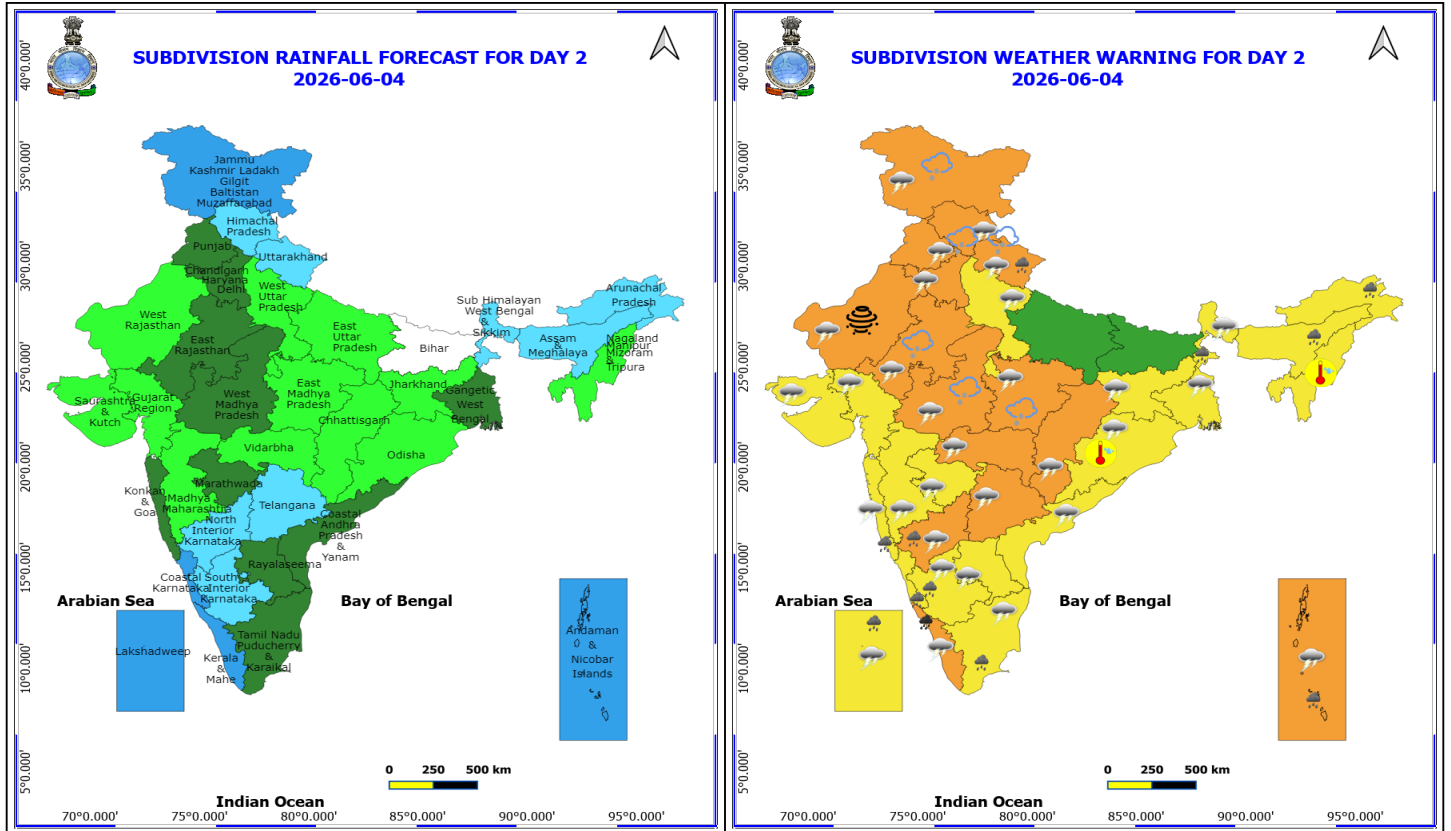 SUBDIVISION RAINFALL FORECAST FOR DAY 2
2026-06-04
40°0.000'
35°0.000'
30°0.000'
25°0.000'
20°0.000'
15°0.000'
10°0.000'
5°0.000'
Jammu
Kashmir Ladakh
Gilgit
Baltistan
Muzaffarabad
Himachal
Pradesh
Punjab
Uttarakhand
Chandigarh
Haryana
Delhi
West
Uttar
Pradesh
Arunachal
Pradesh
Sub Himalayan
West Bengal
&
Sikkim
West
Rajasthan
East
Uttar
Pradesh
East
Rajasthan
Bihar
Assam
&
Meghalaya
Nagaland
Manipur
Mizoram
&
Tripura
Saurashtra
&
Kutch
Gujarat
Region
West
Madhya
Pradesh
East
Madhya
Pradesh
Jharkhand
Gangetic
West
Bengal
Chhattisgarh
Vidarbha
Odisha
Konkan
&
Goa
Madhya
Maharashtra
Marathwada
Telangana
North
Interior
Karnataka
Coastal
Andhra
Pradesh
&
Yanam
Rayalaseema
Coastal
Karnataka
South
Interior
Karnataka
Tamil Nadu
Puducherry
&
Karaikal
Kerala
&
Mahe
Lakshadweep
Andaman
&
Nicobar
Islands
Arabian Sea
Bay of Bengal
0 250 500 km
Indian Ocean
70°0.000' 75°0.000' 80°0.000' 85°0.000' 90°0.000' 95°0.000'
SUBDIVISION WEATHER WARNING FOR DAY 2
2026-06-04
40°0.000'
35°0.000'
30°0.000'
25°0.000'
20°0.000'
15°0.000'
10°0.000'
5°0.000'
Arabian Sea
Bay of Bengal
0 250 500 km
Indian Ocean
70°0.000' 75°0.000' 80°0.000' 85°0.000' 90°0.000' 95°0.000'